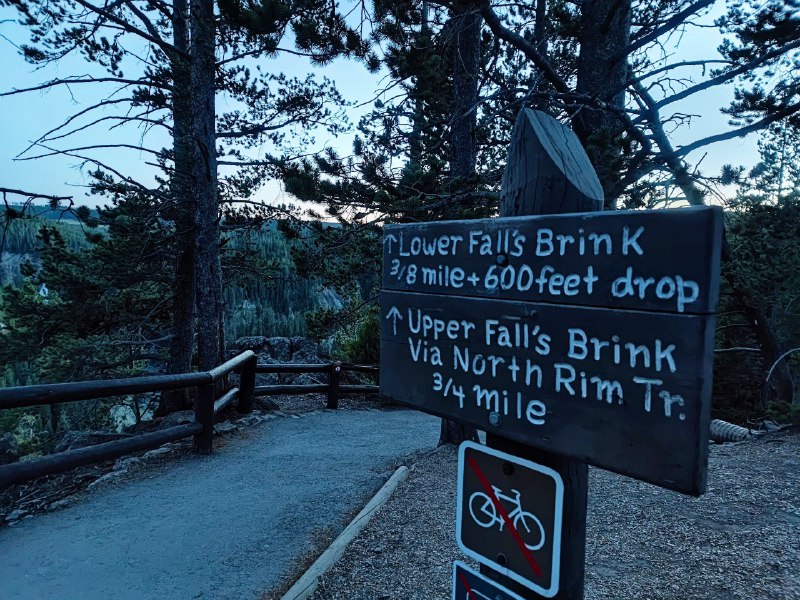 ↑Lower Fall's Brink
3/8 mile + 600 feet drop
↑ Upper Fall's Brink
Via North Rim Tr.
3/4 mile